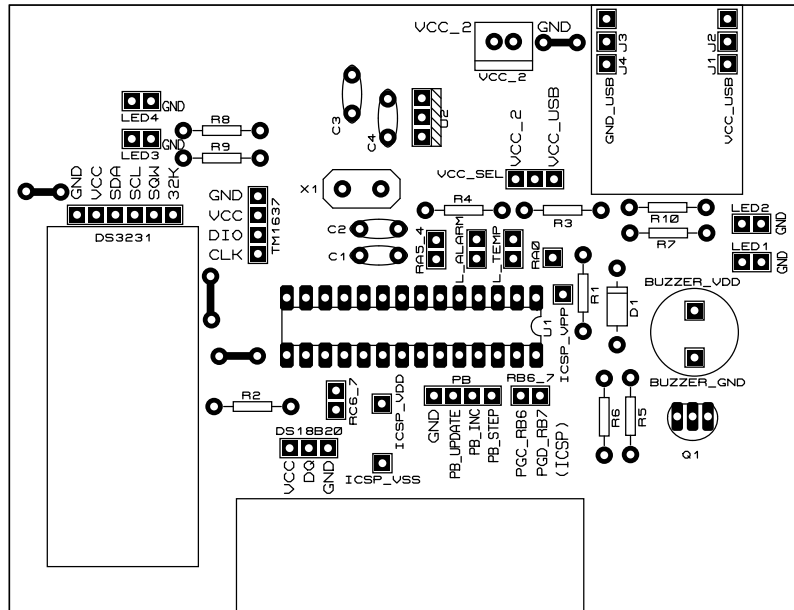 VCC_2
GND
VCC_2
J3
J4
GND_USB
J2
J1
VCC_USB
LED4
GND
LED3
GND
R8
R9
C3
C4
U2
VCC_2
VCC_USB
VCC_SEL
GND
VCC
SDA
SCL
SQW
32K
DS3231
GND
VCC
DIO
CLK
TM1637
X1
C2
C1
R4
R3
RA5_4
L_ALARM
L_TEMP
RA0
R10
R7
LED2
GND
LED1
GND
U1
ICSP_VPP
R1
D1
BUZZER_VDD
BUZZER_GND
R2
RC6_7
ICSP_VDD
ICSP_VSS
DS18B20
VCC
DQ
GND
PB
GND
PB_UPDATE
PB_INC
PB_STEP
RB6_7
PGC_RB6
PGD_RB7
(ICSP)
R6
R5
Q1